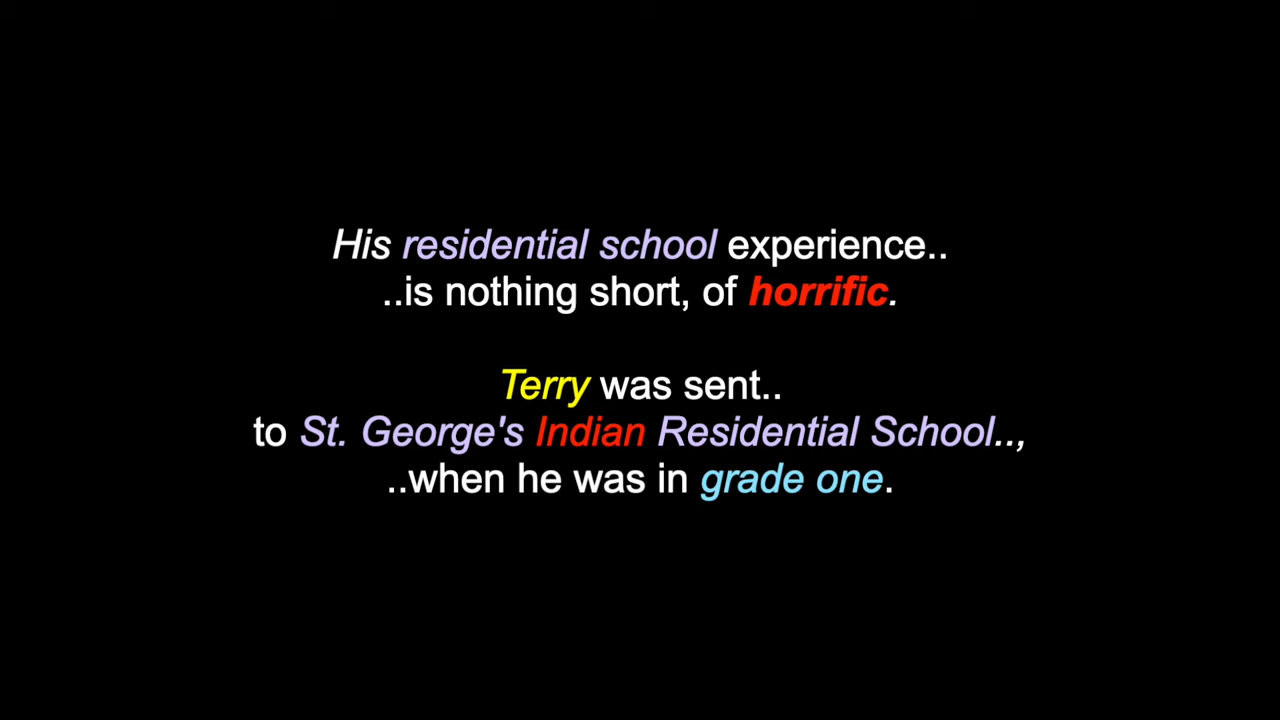 His residential school experience..
..is nothing short, of horrific.
Terry was sent..
to St. George's Indian Residential School..,
..when he was in grade one.